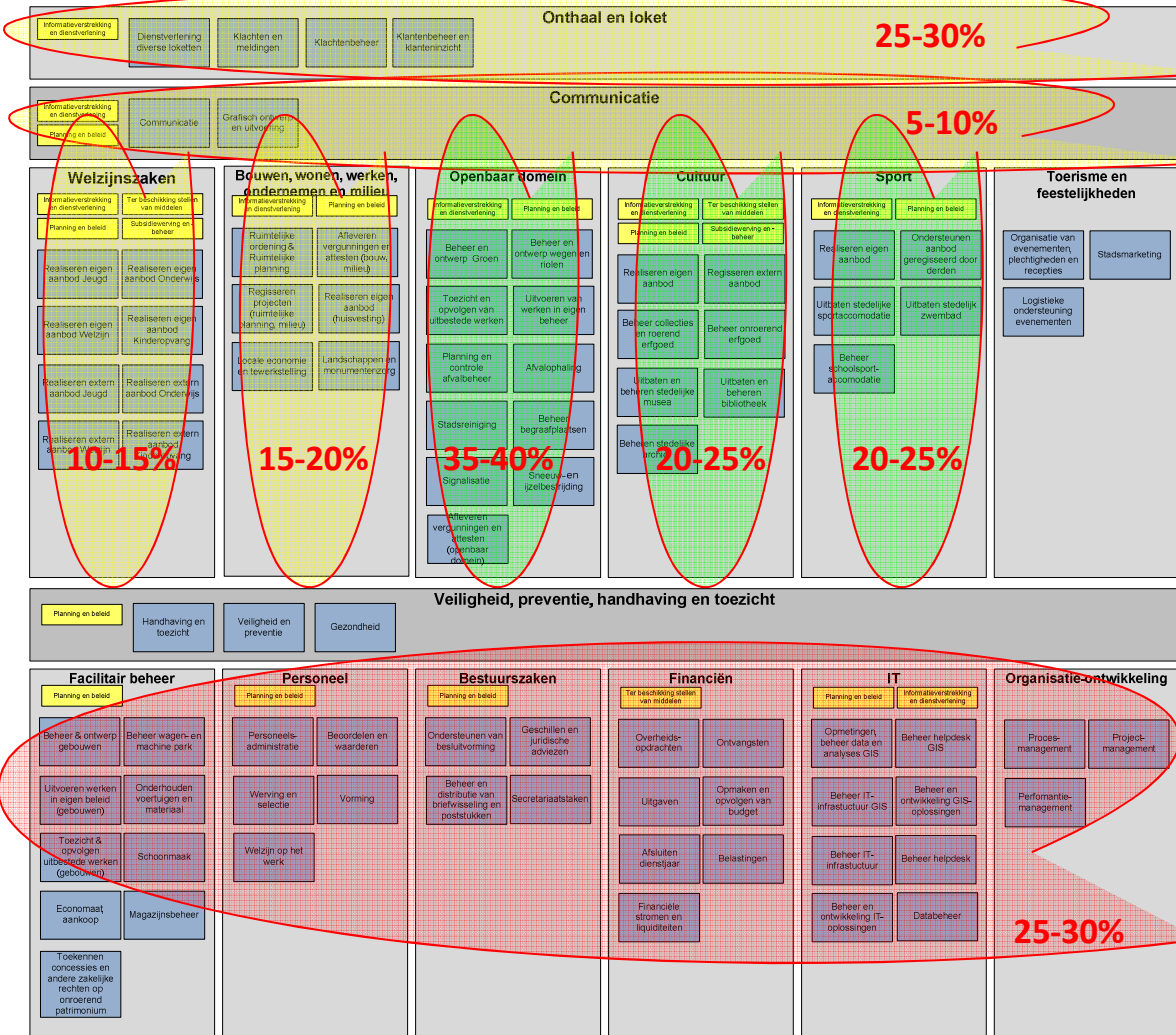 Onthaal en loket
Informatieverstrekking
en dienstverlening
Dienstverlening
diverse loketten
Klachten en
meldingen
Klachtenbeheer
Klantenbeheer en
klanteninzicht
25-30%
Communicatie
Informatieverstrekking
en dienstverlening
Planning en beleid
Communicatie
Grafisch ontwerp
en uitvoering
5-10%
Welzijnszaken
Informatieverstrekking
en dienstverlening
Ter beschikking stellen
van middelen
Planning en beleid
Subsidiewerving en -
beheer
Realiseren eigen
aanbod Jeugd
Realiseren eigen
aanbod Onderwijs
Realiseren eigen
aanbod Welzijn
Realiseren eigen
aanbod
Kinderopvang
Realiseren extern
aanbod Jeugd
Realiseren extern
aanbod Onderwijs
Realiseren extern
aanbod Welzijn
Realiseren extern
aanbod
Kinderopvang
10-15%
Bouwen, wonen, werken,
ondernemen en milieu
Informatieverstrekking
en dienstverlening
Planning en beleid
Ruimtelijke
ordening &
Ruimtelijke
planning
Afleveren
vergunningen en
attesten (bouw,
milieu)
Regisseren
projecten
(ruimtelijke
planning, milieu)
Realiseren eigen
aanbod
(huisvesting)
Locale economie
en tewerkstelling
Landschappen en
monumentenzorg
15-20%
Openbaar domein
Informatieverstrekking
en dienstverlening
Planning en beleid
Beheer en
ontwerp Groen
Beheer en
ontwerp wegen en
riolen
Toezicht en
opvolgen van
uitbestede werken
Uitvoeren van
werken in eigen
beheer
Planning en
controle
afvalbeheer
Afvalophaling
Stadsreiniging
Beheer
begraafplaatsen
35-40%
Signalisatie
Sneeuw- en
ijzelbestrijding
Afleveren
vergunningen en
attesten
(openbaar
domein)
Cultuur
Informatieverstrekking
en dienstverlening
Ter beschikking stellen
van middelen
Planning en beleid
Subsidiewerving en -
beheer
Realiseren eigen
aanbod
Regisseren extern
aanbod
Beheer collecties
en roerend
erfgoed
Beheer onroerend
erfgoed
Uitbaten en
beheren stedelijke
musea
Uitbaten en
beheren
bibliotheek
Beheren stedelijke
archief
20-25%
Sport
Informatieverstrekking
en dienstverlening
Planning en beleid
Realiseren eigen
aanbod
Ondersteunen
aanbod
geregisseerd door
derden
Uitbaten stedelijke
sportaccomodatie
Uitbaten stedelijk
zwembad
Beheer
schoolsport-
accomodatie
20-25%
Toerisme en
feestelijkheden
Organisatie van
evenementen,
plechtigheden en
recepties
Stadsmarketing
Logistieke
ondersteuning
evenementen
Veiligheid, preventie, handhaving en toezicht
Planning en beleid
Handhaving en
toezicht
Veiligheid en
preventie
Gezondheid
Facilitair beheer
Planning en beleid
Beheer & ontwerp
gebouwen
Beheer wagen- en
machine park
Uitvoeren werken
in eigen beleid
(gebouwen)
Onderhouden
voertuigen en
materiaal
Toezicht &
opvolgen
uitbestede werken
(gebouwen)
Schoonmaak
Economaat,
aankoop
Magazijnsbeheer
Toekennen
concessies en
andere zakelijke
rechten op
onroerend
patrimonium
Personeel
Planning en beleid
Personeels-
administratie
Beoordelen en
waarderen
Werving en
selectie
Vorming
Welzijn op het
werk
Bestuurszaken
Planning en beleid
Ondersteunen van
besluitvorming
Geschillen en
juridische
adviezen
Beheer en
distributie van
briefwisseling en
poststukken
Secretariaatstaken
Financiën
Ter beschikking stellen
van middelen
Overheids-
opdrachten
Ontvangsten
Uitgaven
Opmaken en
opvolgen van
budget
Afsluiten
dienstjaar
Belastingen
Financiële
stromen en
liquiditeiten
IT
Planning en beleid
Informatieverstrekking
en dienstverlening
Opmetingen,
beheer data en
analyses GIS
Beheer helpdesk
GIS
Beheer IT-
infrastuctuur GIS
Beheer en
ontwikkeling GIS-
oplossingen
Beheer IT-
infrastuctuur
Beheer helpdesk
Beheer en
ontwikkeling IT-
oplossingen
Databeheer
Organisatie-ontwikkeling
Proces-
management
Project-
management
Perfomantie-
management
25-30%